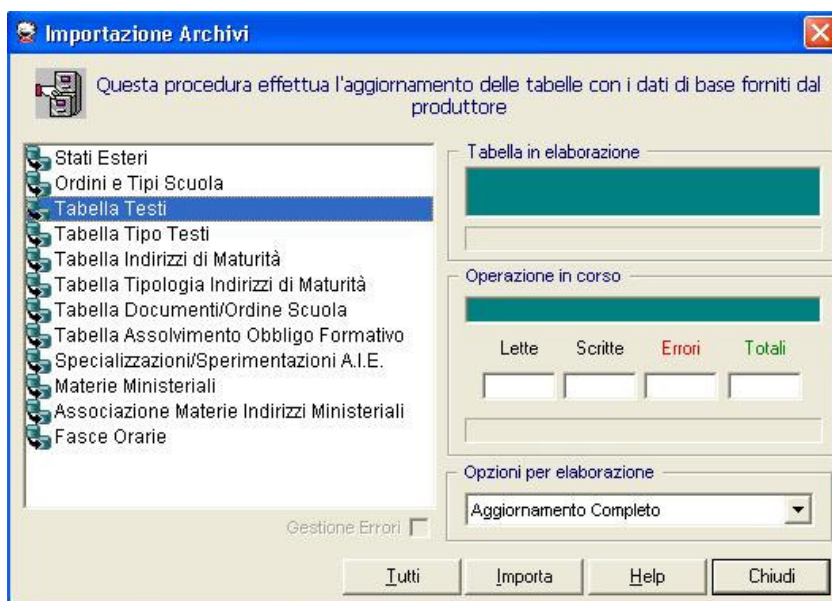 Importazione Archivi
Questa procedura effettua l'aggiornamento delle tabelle con i dati di base forniti dal
produttore
Stati Esteri
Ordini e Tipi Scuola
Tabella Testi
Tabella Tipo Testi
Tabella Indirizzi di Maturità
Tabella Tipologia Indirizzi di Maturità
Tabella Documenti/Ordine Scuola
Tabella Assolvimento Obbligo Formativo
Specializzazioni/Sperimentazioni A.I.E.
Materie Ministeriali
Associazione Materie Indirizzi Ministeriali
Fasce Orarie
Gestione Errori
Tabella in elaborazione
Operazione in corso
Lette Scritte Errori Totali
Opzioni per elaborazione
Aggiornamento Completo
Tutti Importa Help Chiudi